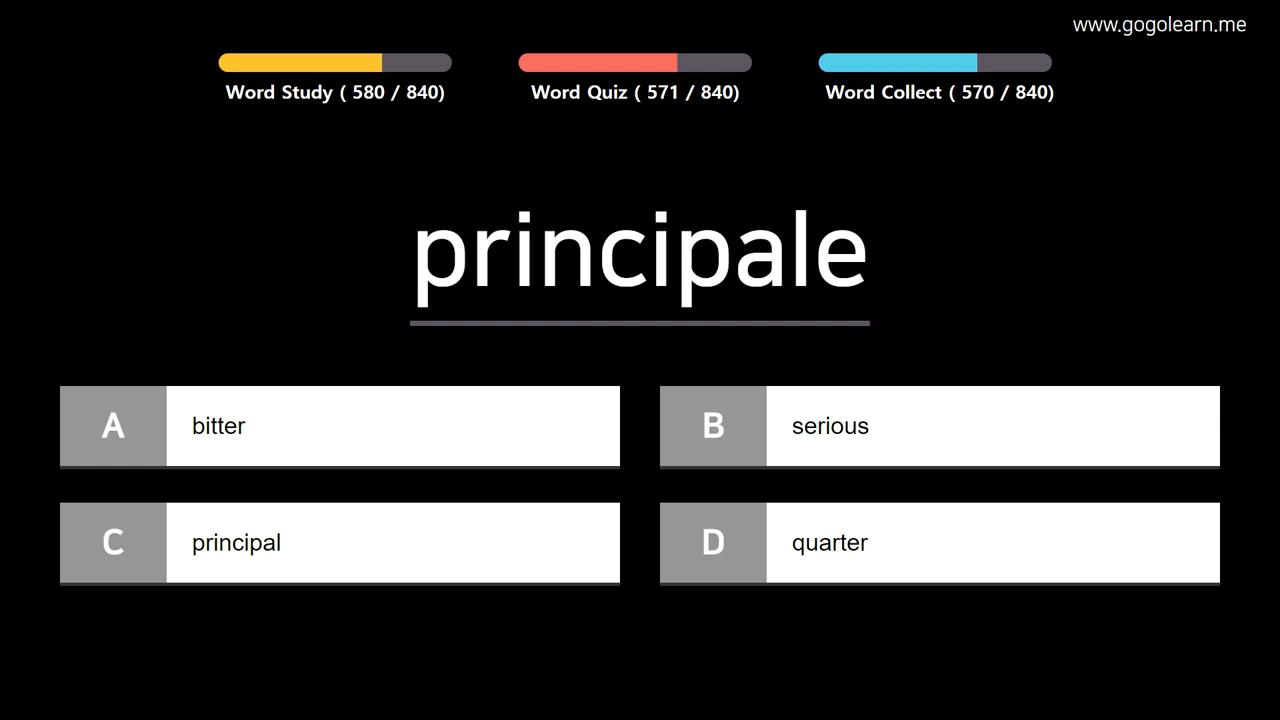 www.gogolearn.me
Word Study ( 580 / 840)
Word Quiz ( 571 / 840)
Word Collect ( 570 / 840)
principale
A bitter
B serious
C principal
D quarter